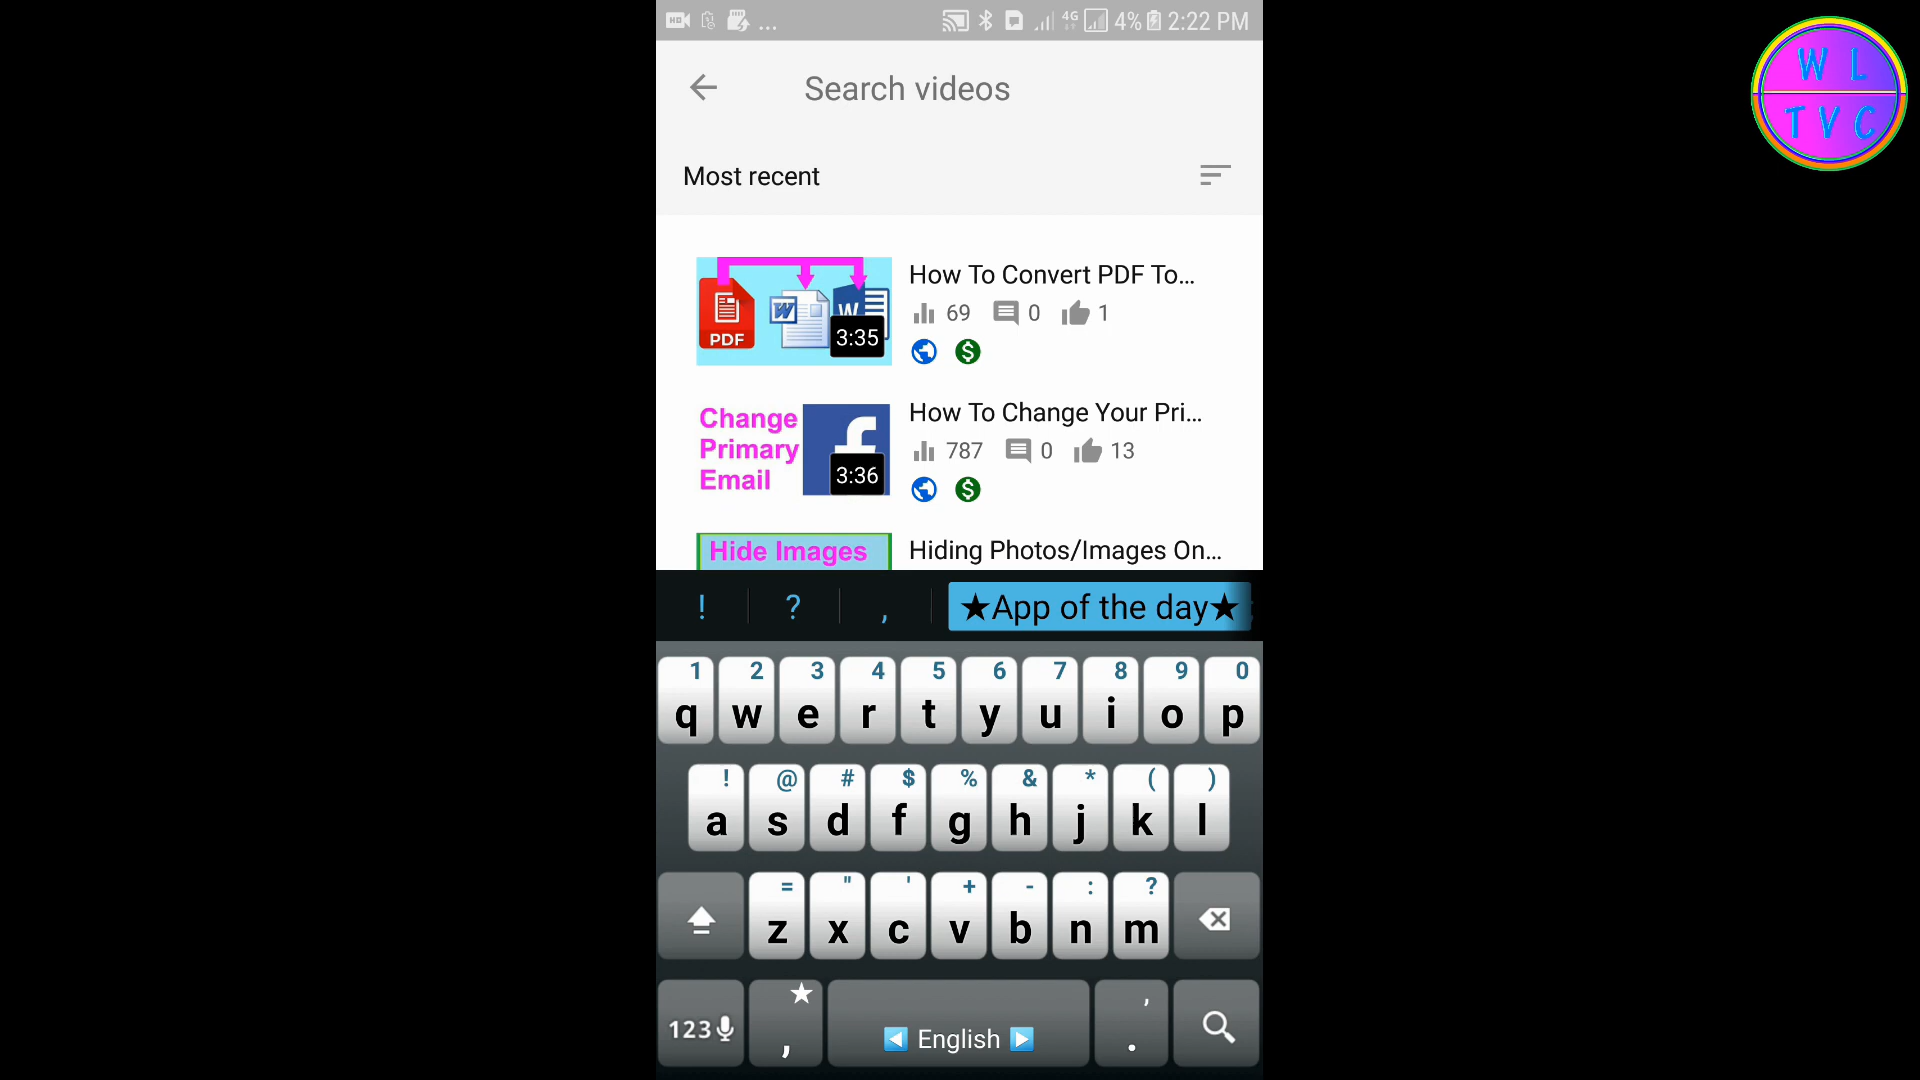 HD ... 4G 4% 2:22 PM
W L
T V C
Search videos
Most recent
PDF W W 3:35
How To Convert PDF To...
69 0 1
$
Change
Primary
Email
f
3:36
How To Change Your Pri...
787 0 13
$
Hide Images
Hiding Photos/Images On...
! ? , ★App of the day★
1 2 3 4 5 6 7 8 9 0
q w e r t y u i o p
! @ # $ % & * ( )
a s d f g h j k l
= " ' + - : ?
z x c v b n m
123 ★ , ◀ English ▶ ' .